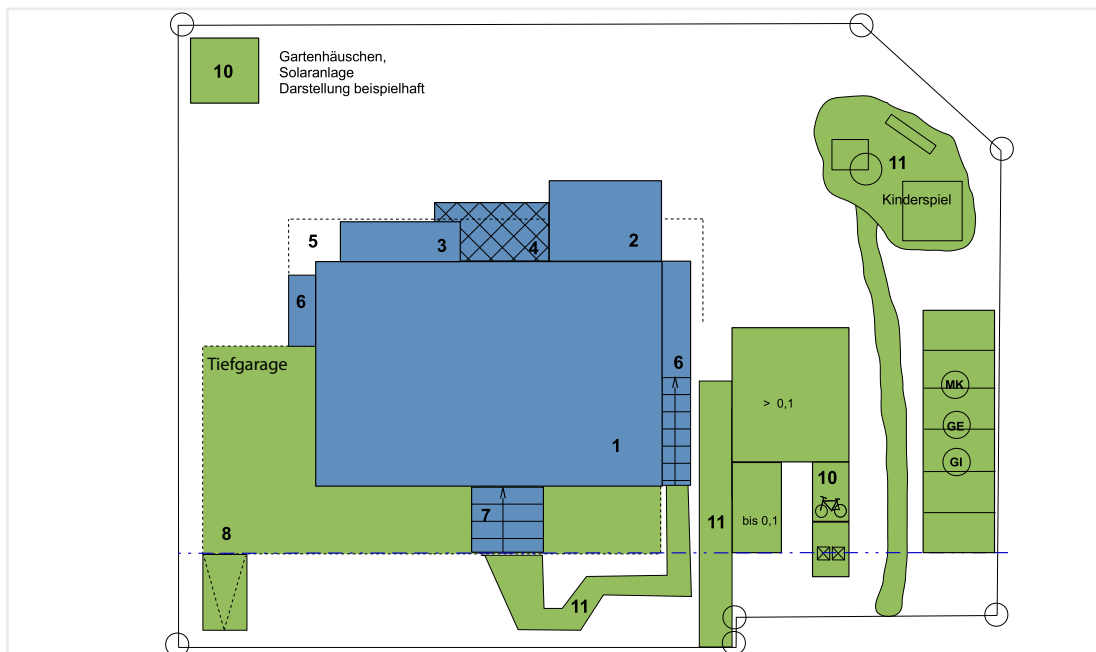 10
Gartenhäuschen,
Solaranlage
Darstellung beispielhaft
11
Kinderspiel
5
3
4
2
6
Tiefgarage
6
1
MK
GE
GI
> 0,1
10
bis 0,1
7
8
11
11